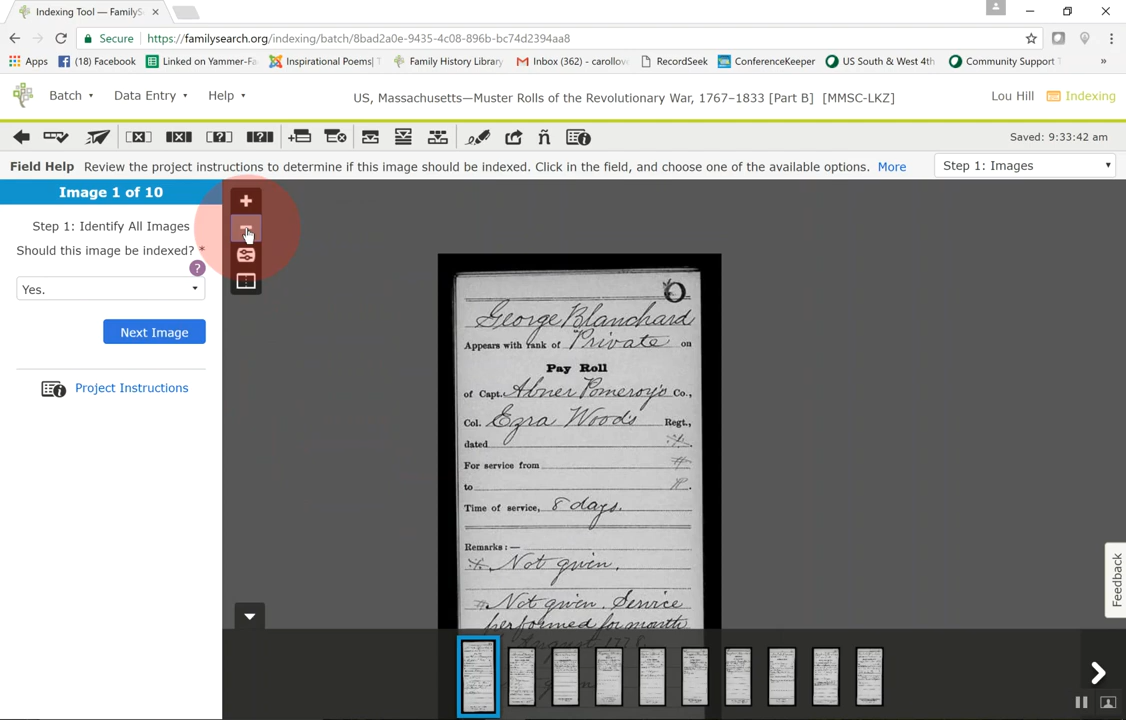 Indexing Tool — FamilyS
Secure https://familysearch.org/indexing/batch/8bad2a0e-9435-4c08-896b-bc74d2394aa8
Apps (18) Facebook Linked on Yammer-Fa Inspirational Poems| T Family History Library Inbox (362) - carollove RecordSeek ConferenceKeeper US South & West 4th Community Support T »
Batch Data Entry Help US, Massachusetts—Muster Rolls of the Revolutionary War, 1767–1833 [Part B] [MMSC-LKZ] Lou Hill Indexing
Saved: 9:33:42 am
Field Help Review the project instructions to determine if this image should be indexed. Click in the field, and choose one of the available options. More Step 1: Images
Image 1 of 10
Step 1: Identify All Images
Should this image be indexed? *
?
Yes.
Next Image
Project Instructions
George Blanchard
Appears with rank of "Private on
Pay Roll
of Capt. Abner Pomeroy's Co.,
Col. Ezra Wood's Regt.,
dated *.
For service from #
to
Time of service, 8 days.
Remarks:—
* Not given.
# Not given. Service
performed for month
August 1778
Feedback